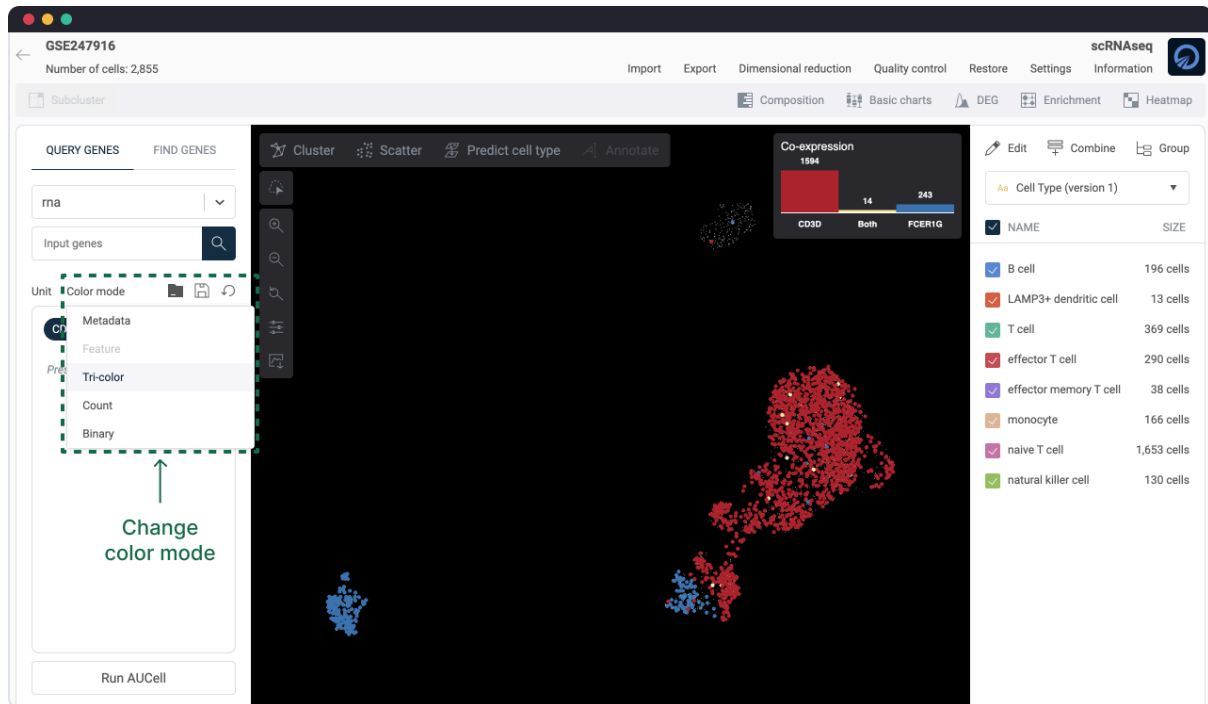 GSE247916
Number of cells: 2,855
scRNAseq
Import Export Dimensional reduction Quality control Restore Settings Information
Subcluster
Composition Basic charts DEG Enrichment Heatmap
QUERY GENES FIND GENES
rna
Input genes
Unit Color mode
CD
Pres
Metadata
Feature
Tri-color
Count
Binary
Change
color mode
Run AUCell
Cluster Scatter Predict cell type Annotate
Co-expression
1594
14
243
CD3D Both FCER1G
Edit Combine Group
Aa Cell Type (version 1)
NAME SIZE
B cell 196 cells
LAMP3+ dendritic cell 13 cells
T cell 369 cells
effector T cell 290 cells
effector memory T cell 38 cells
monocyte 166 cells
naive T cell 1,653 cells
natural killer cell 130 cells